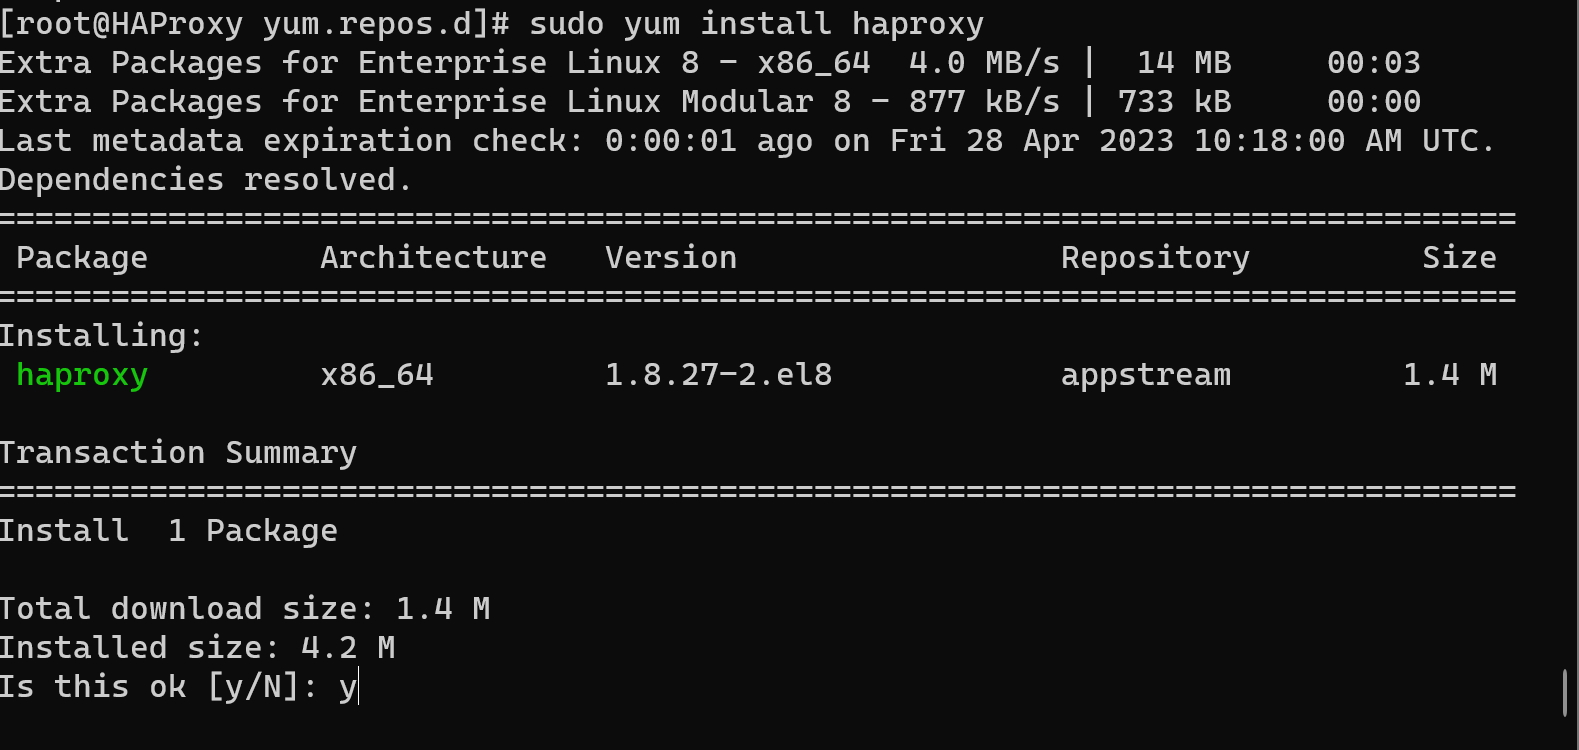 [root@HAProxy yum.repos.d]# sudo yum install haproxy
Extra Packages for Enterprise Linux 8 - x86_64  4.0 MB/s |  14 MB     00:03
Extra Packages for Enterprise Linux Modular 8 - 877 kB/s | 733 kB     00:00
Last metadata expiration check: 0:00:01 ago on Fri 28 Apr 2023 10:18:00 AM UTC.
Dependencies resolved.
================================================================================
 Package         Architecture   Version                 Repository         Size
================================================================================
Installing:
 haproxy         x86_64         1.8.27-2.el8            appstream         1.4 M

Transaction Summary
================================================================================
Install  1 Package

Total download size: 1.4 M
Installed size: 4.2 M
Is this ok [y/N]: y